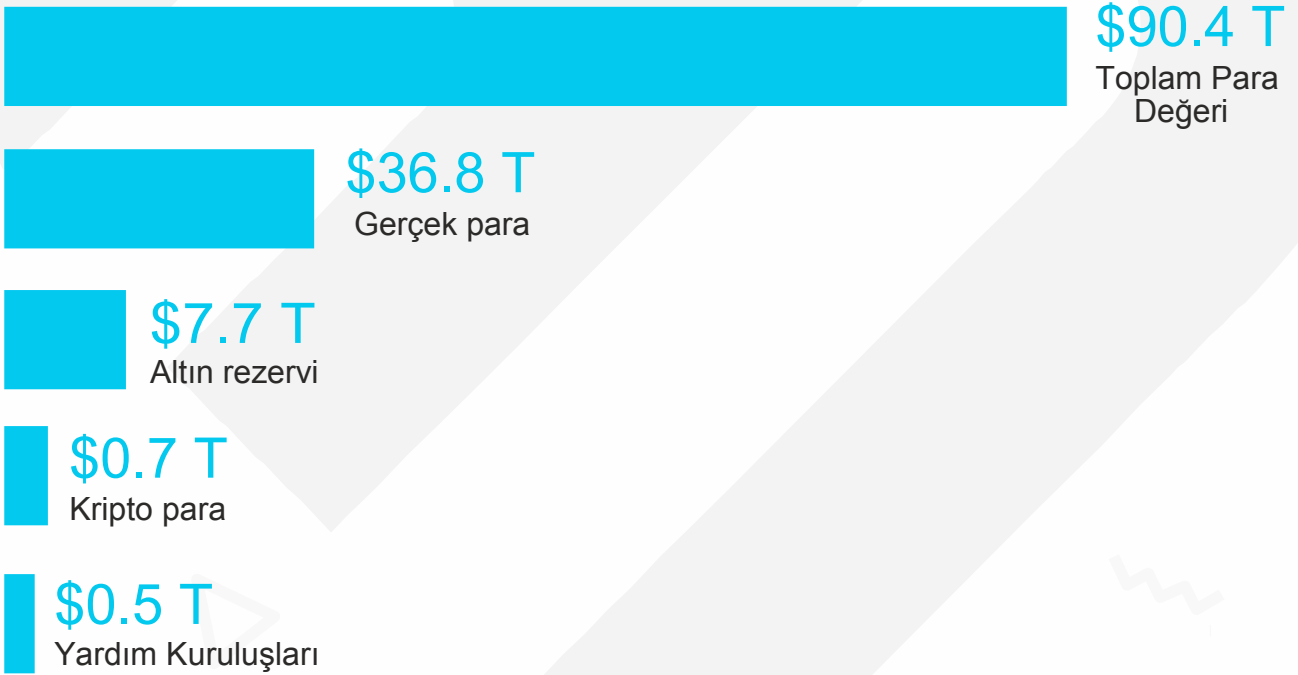 $90.4 T
Toplam Para
Değeri
$36.8 T
Gerçek para
$7.7 T
Altın rezervi
$0.7 T
Kripto para
$0.5 T
Yardım Kuruluşları